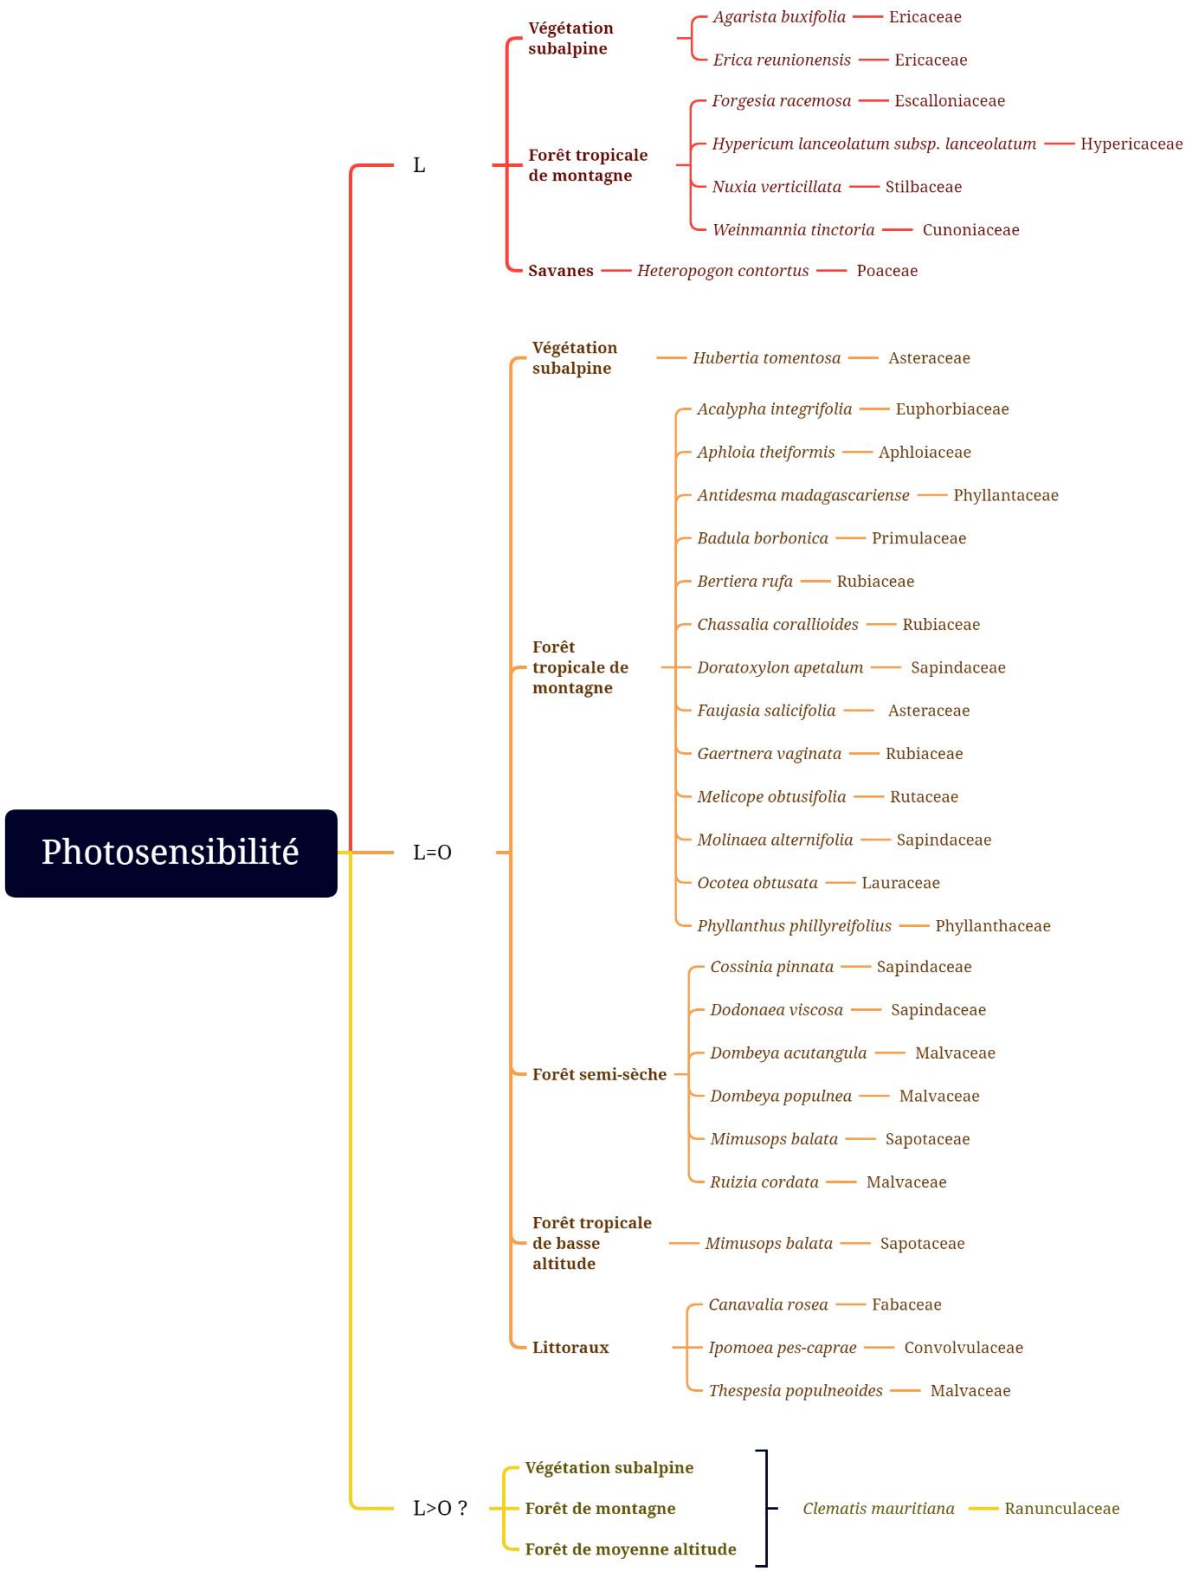 Photosensibilité
L
Végétation
subalpine
Agarista buxifolia Ericaceae
Erica reunionensis Ericaceae
Forêt tropicale
de montagne
Forgesia racemosa Escalloniaceae
Hypericum lanceolatum subsp. lanceolatum Hypericaceae
Nuxia verticillata Stilbaceae
Weinmannia tinctoria Cunoniaceae
Savanes Heteropogon contortus Poaceae
L=O
Végétation
subalpine
Hubertia tomentosa Asteraceae
Forêt
tropicale de
montagne
Acalypha integrifolia Euphorbiaceae
Aphloia theiformis Aphloiaceae
Antidesma madagascariense Phyllantaceae
Badula borbonica Primulaceae
Bertiera rufa Rubiaceae
Chassalia corallioides Rubiaceae
Doratoxylon apetalum Sapindaceae
Faujasia salicifolia Asteraceae
Gaertnera vaginata Rubiaceae
Melicope obtusifolia Rutaceae
Molinaea alternifolia Sapindaceae
Ocotea obtusata Lauraceae
Phyllanthus phillyreifolius Phyllanthaceae
Forêt semi-sèche
Cossinia pinnata Sapindaceae
Dodonaea viscosa Sapindaceae
Dombeya acutangula Malvaceae
Dombeya populnea Malvaceae
Mimusops balata Sapotaceae
Ruizia cordata Malvaceae
Forêt tropicale
de basse
altitude
Mimusops balata Sapotaceae
Littoraux
Canavalia rosea Fabaceae
Ipomoea pes-caprae Convolvulaceae
Thespesia populneoides Malvaceae
L>O ?
Végétation subalpine
Forêt de montagne
Forêt de moyenne altitude
Clematis mauritiana Ranunculaceae